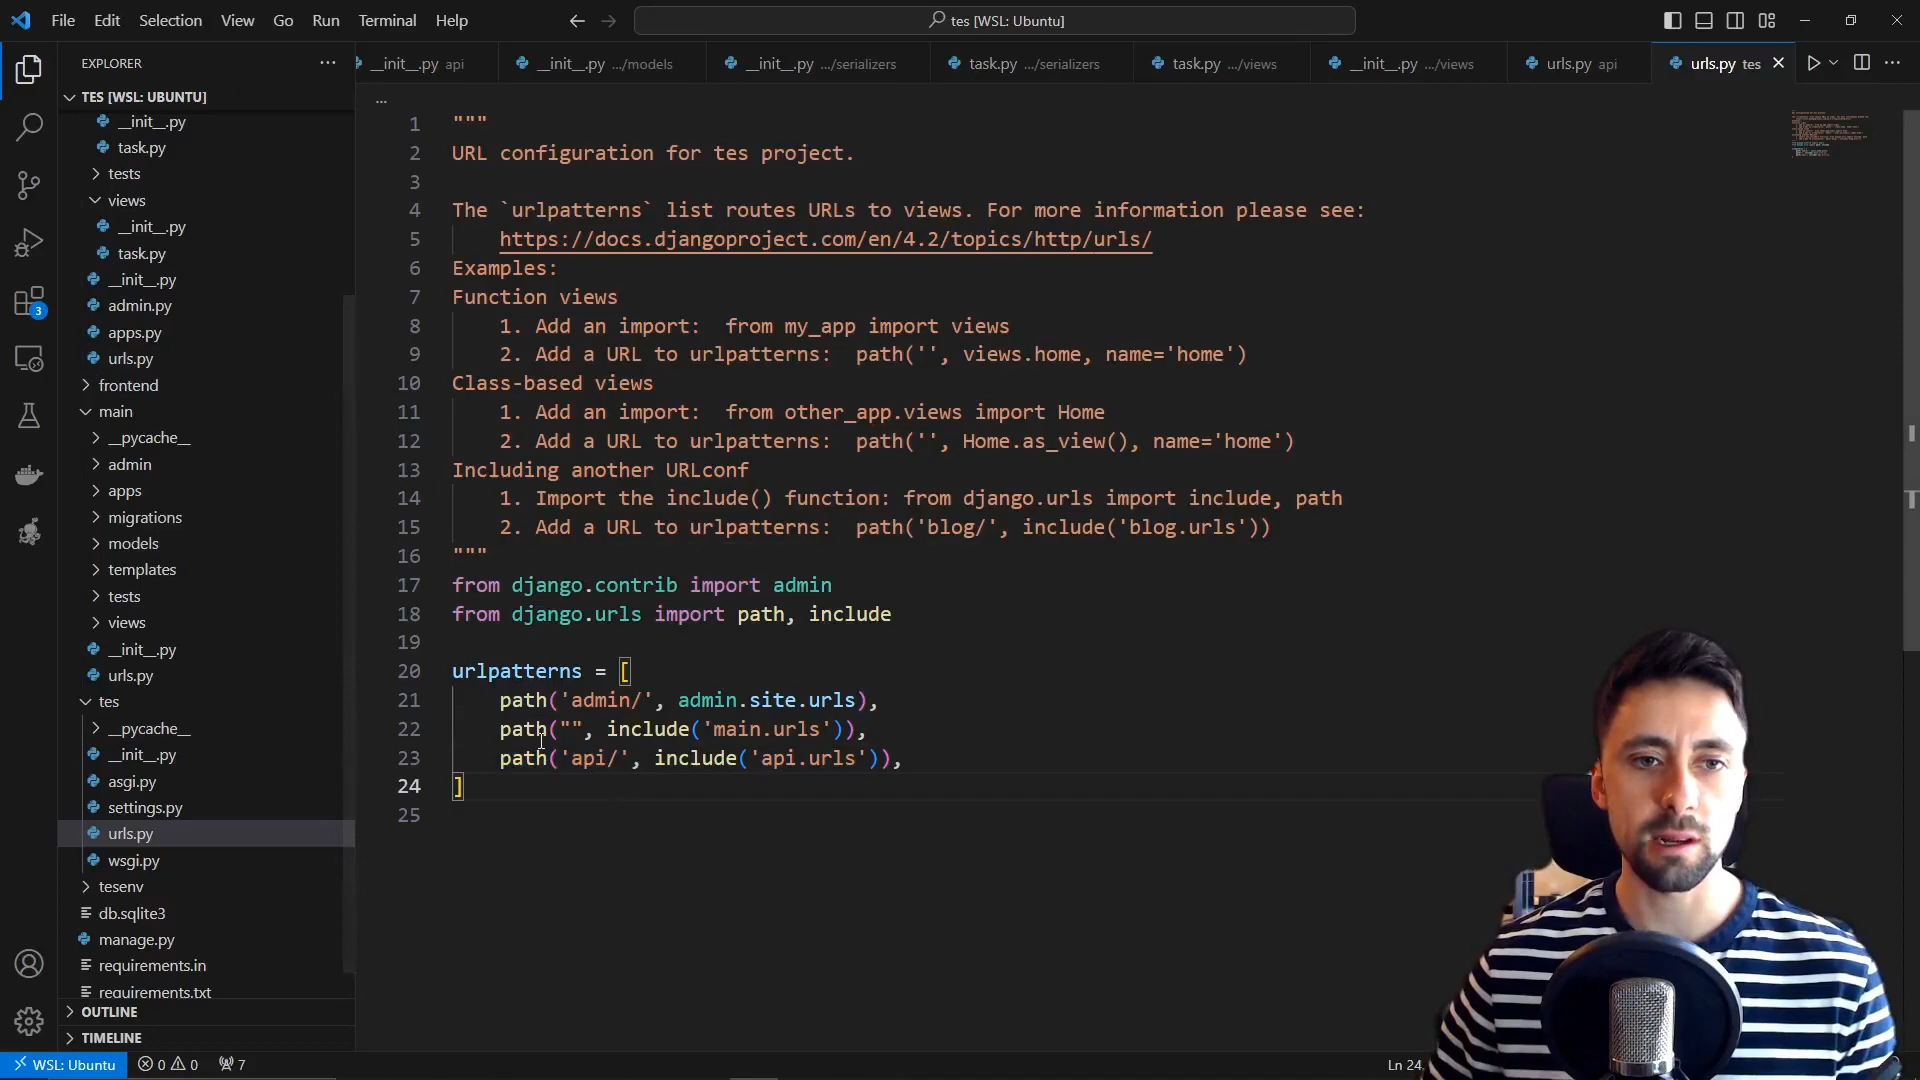 File Edit Selection View Go Run Terminal Help
tes [WSL: Ubuntu]
EXPLORER
__init__.py api
__init__.py .../models
__init__.py .../serializers
task.py .../serializers
task.py .../views
__init__.py .../views
urls.py api
urls.py tes
TES [WSL: UBUNTU]
__init__.py
task.py
tests
views
__init__.py
task.py
__init__.py
admin.py
apps.py
urls.py
frontend
main
__pycache__
admin
apps
migrations
models
templates
tests
views
__init__.py
urls.py
tes
__pycache__
__init__.py
asgi.py
settings.py
urls.py
wsgi.py
tesenv
db.sqlite3
manage.py
requirements.in
requirements.txt
OUTLINE
TIMELINE
3
...
1 """
2 URL configuration for tes project.
3
4 The `urlpatterns` list routes URLs to views. For more information please see:
5 https://docs.djangoproject.com/en/4.2/topics/http/urls/
6 Examples:
7 Function views
8 1. Add an import:  from my_app import views
9 2. Add a URL to urlpatterns:  path('', views.home, name='home')
10 Class-based views
11 1. Add an import:  from other_app.views import Home
12 2. Add a URL to urlpatterns:  path('', Home.as_view(), name='home')
13 Including another URLconf
14 1. Import the include() function: from django.urls import include, path
15 2. Add a URL to urlpatterns:  path('blog/', include('blog.urls'))
16 """
17 from django.contrib import admin
18 from django.urls import path, include
19
20 urlpatterns = [
21 path('admin/', admin.site.urls),
22 path("", include('main.urls')),
23 path('api/', include('api.urls')),
24 ]
25
WSL: Ubuntu 0 0 7 Ln 24,